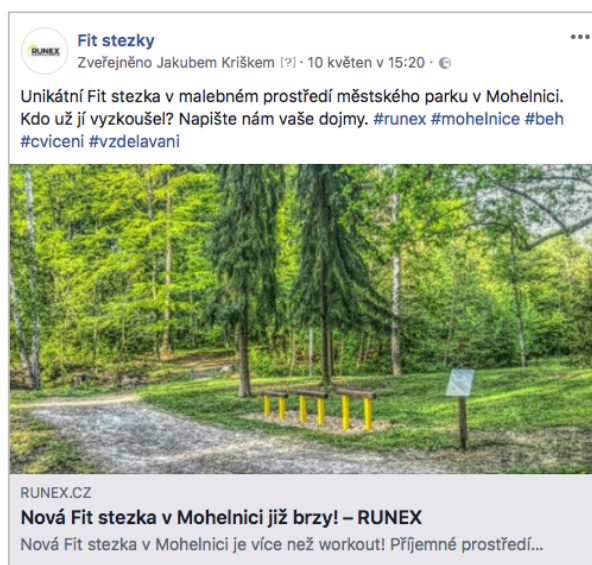 RUNEX
Fit stezky
Zveřejněno Jakubem Kriškem [?] · 10 květen v 15:20 ·
Unikátní Fit stezka v malebném prostředí městského parku v Mohelnici.
Kdo už jí vyzkoušel? Napište nám vaše dojmy. #runex #mohelnice #beh
#cviceni #vzdelavani
RUNEX.CZ
Nová Fit stezka v Mohelnici již brzy! – RUNEX
Nová Fit stezka v Mohelnici je více než workout! Příjemné prostředí...